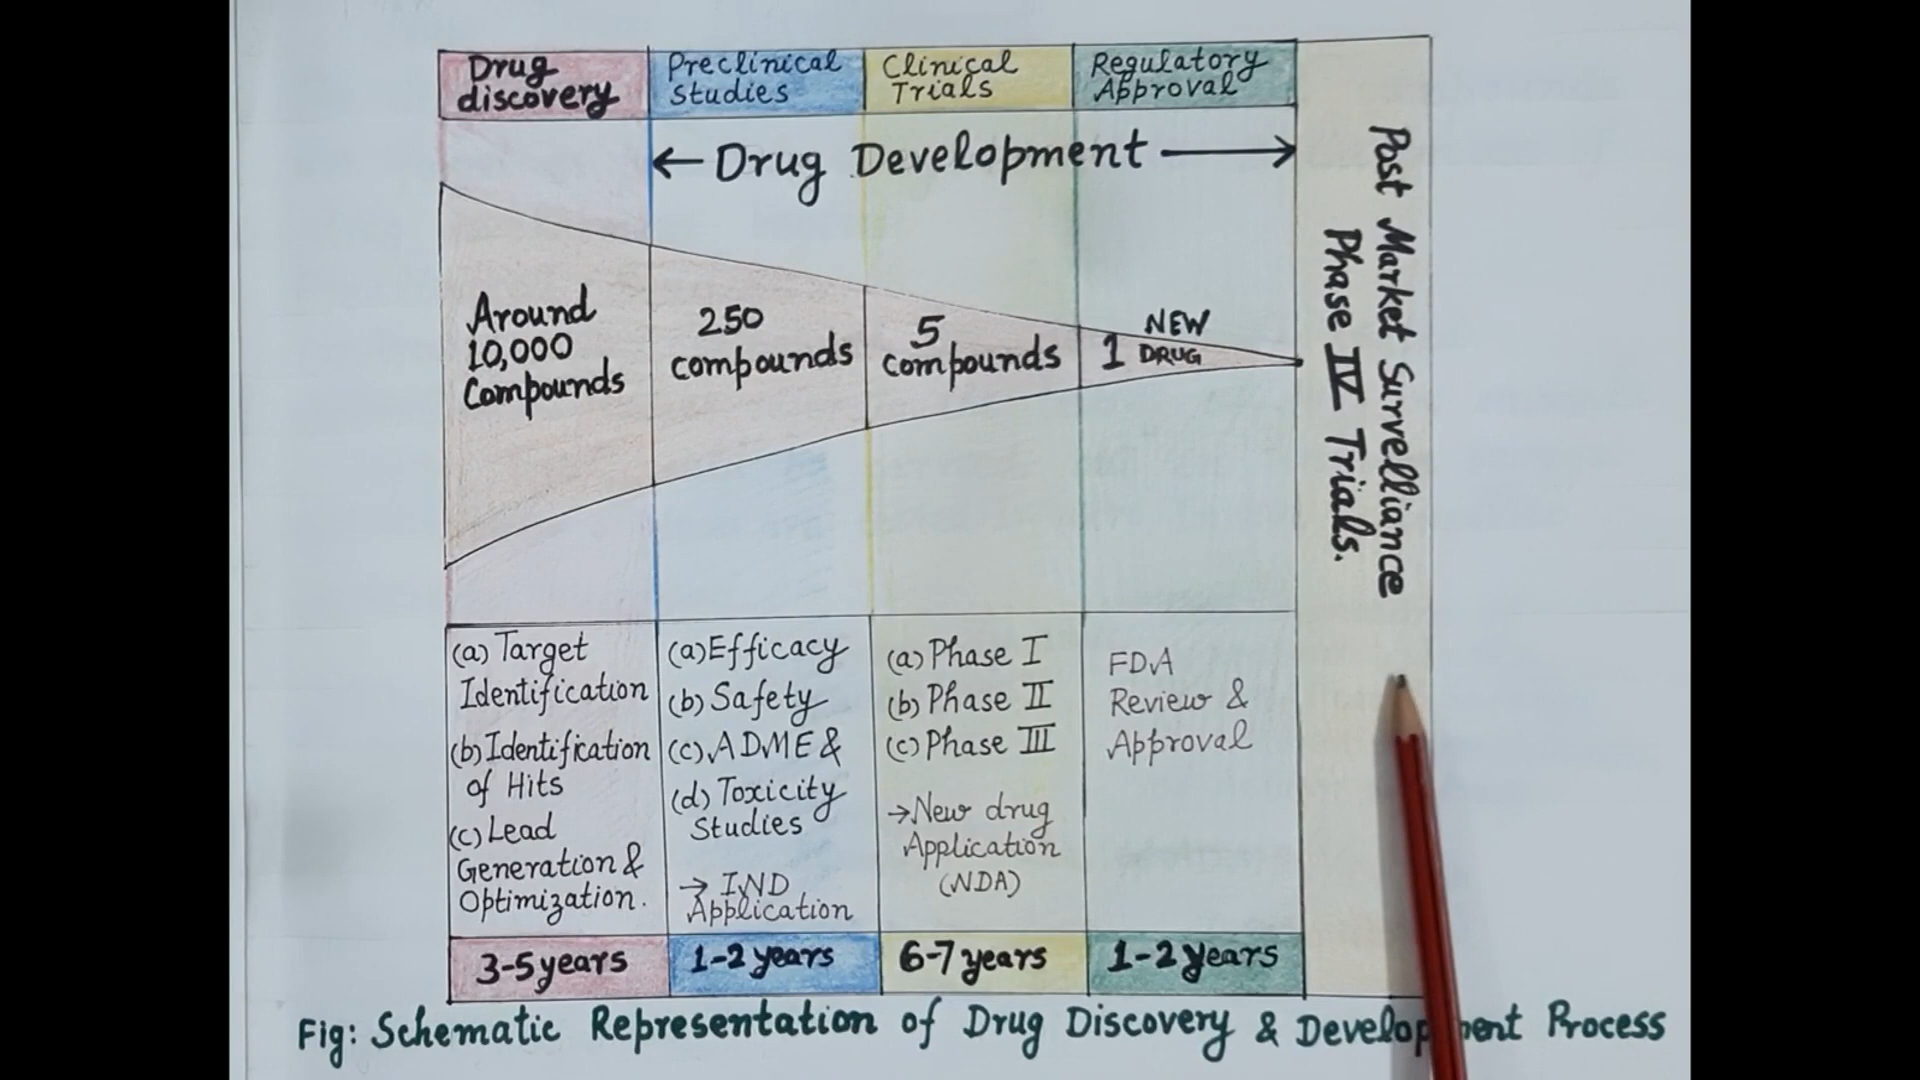 Drug
discovery
Preclinical
Studies
Clinical
Trials
Regulatory
Approval
← Drug Development →
Around
10,000
Compounds
250
compounds
5
compounds
NEW
1 DRUG
Post Market Survelliance
Phase IV Trials.
(a) Target
Identification
(b) Identification
of Hits
(c) Lead
Generation &
Optimization.
(a) Efficacy
(b) Safety
(c) ADME &
(d) Toxicity
Studies
→ IND
Application
(a) Phase I
(b) Phase II
(c) Phase III
→ New drug
Application
(NDA)
FDA
Review &
Approval
3-5 years
1-2 years
6-7 years
1-2 years
Fig: Schematic Representation of Drug Discovery & Develop ent Process